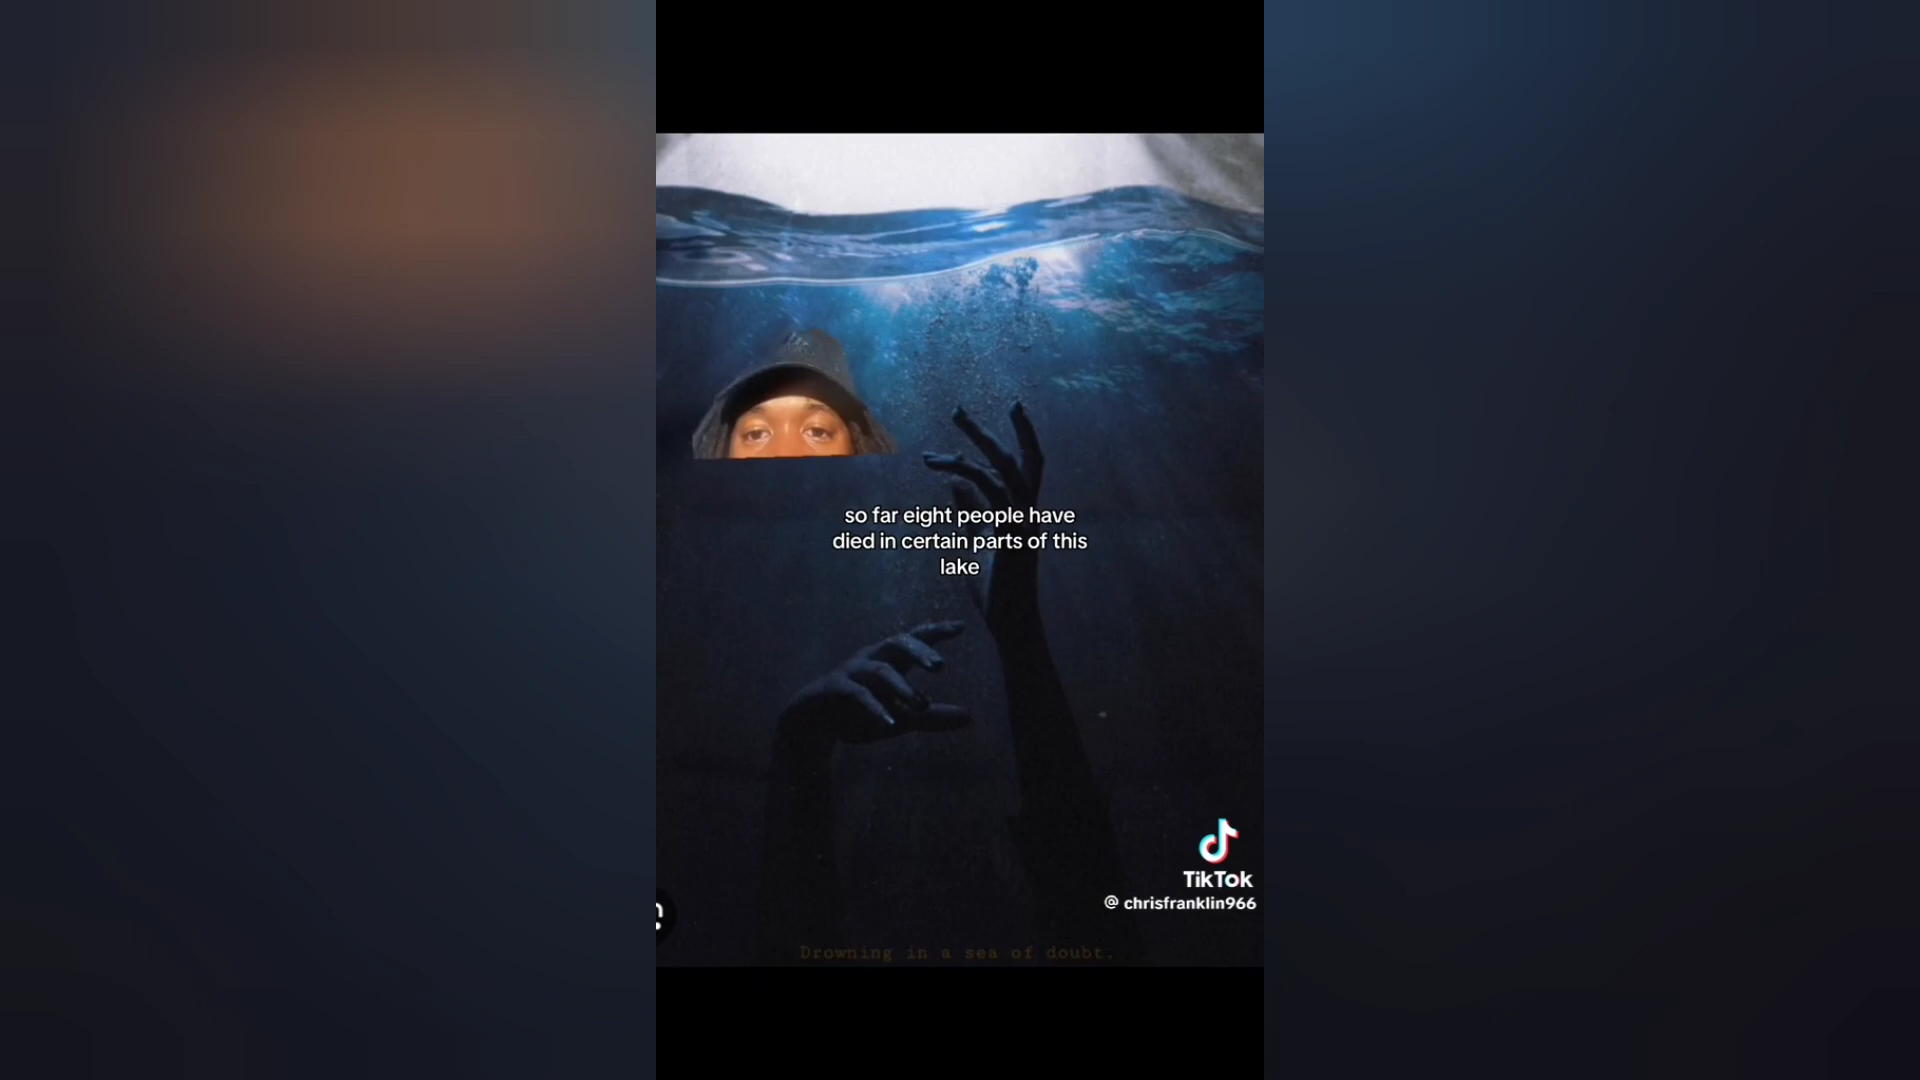 so far eight people have
died in certain parts of this
lake
TikTok
@ chrisfranklin966
Drowning in a sea of doubt.